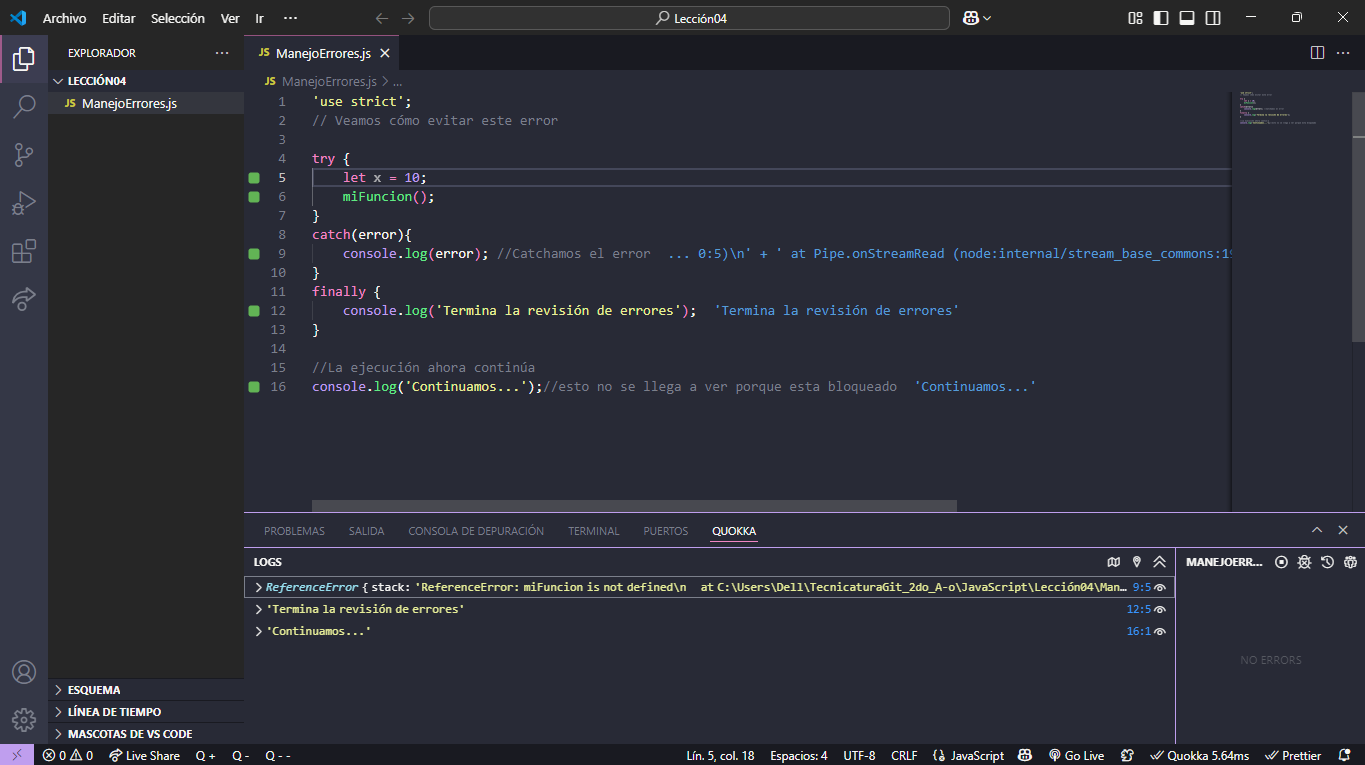 Archivo Editar Selección Ver Ir ···
Lección04
EXPLORADOR ···
LECCIÓN04
JS ManejoErrores.js
ESQUEMA
LÍNEA DE TIEMPO
MASCOTAS DE VS CODE
JS ManejoErrores.js
JS ManejoErrores.js > ...
1 'use strict';
2 // Veamos cómo evitar este error
3
4 try {
5 let x = 10;
6 miFuncion();
7 }
8 catch(error){
9 console.log(error); //Catchamos el error ... 0:5)\n' + ' at Pipe.onStreamRead (node:internal/stream_base_commons:19
10 }
11 finally {
12 console.log('Termina la revisión de errores'); 'Termina la revisión de errores'
13 }
14
15 //La ejecución ahora continúa
16 console.log('Continuamos...');//esto no se llega a ver porque esta bloqueado 'Continuamos...'
PROBLEMAS SALIDA CONSOLA DE DEPURACIÓN TERMINAL PUERTOS QUOKKA
LOGS
ReferenceError { stack: 'ReferenceError: miFuncion is not defined\n at C:\Users\Dell\TecnicaturaGit_2do_A-o\JavaScript\Lección04\Man... 9:5
'Termina la revisión de errores' 12:5
'Continuamos...' 16:1
MANEJOERR...
NO ERRORS
0 0 Live Share Q + Q - Q - - Lín. 5, col. 18 Espacios: 4 UTF-8 CRLF JavaScript Go Live Quokka 5.64ms Prettier